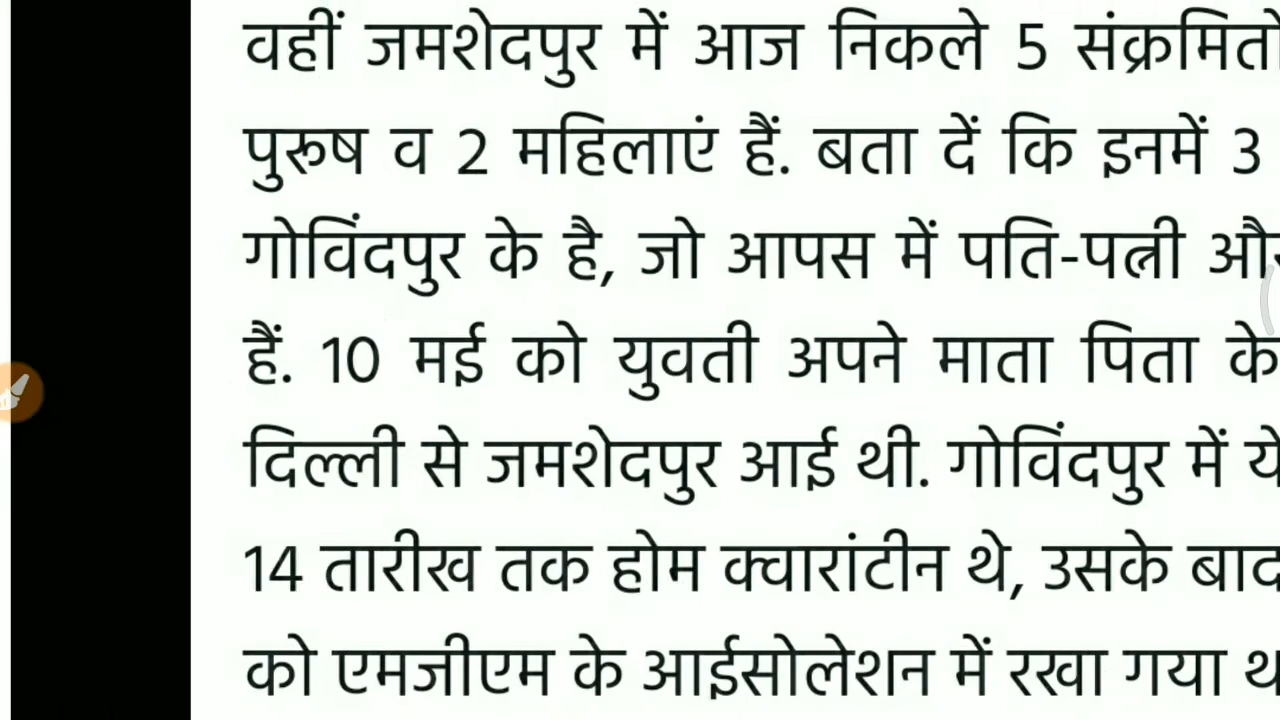 वहीं जमशेदपुर में आज निकले 5
पुरूष व 2 महिलाएं हैं. बता दें कि इनमें 3
गोविंदपुर के है, जो आपस में पति-पत्नी
हैं. 10 मई को युवती अपने माता पिता के
दिल्ली से जमशेदपुर आई थी. गोविंदपुर में
14 तारीख तक होम क्वारांटीन थे, उसके बाद
को एमजीएम के आईसोलेशन में रखा गया